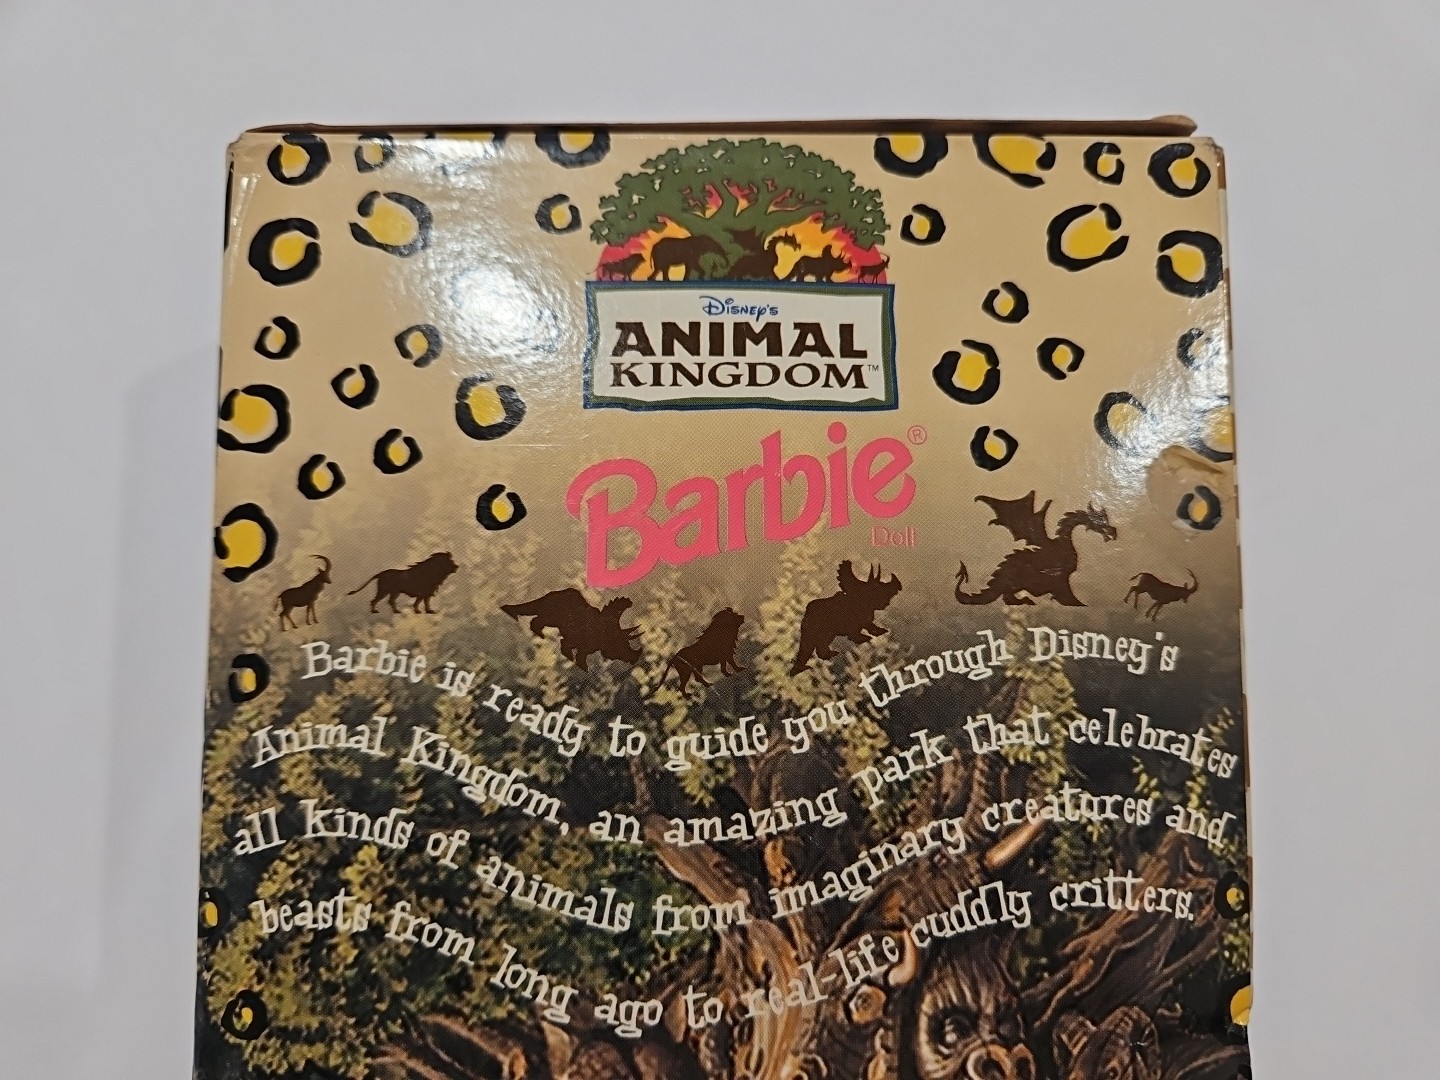 Disney's
ANIMAL
KINGDOM™
Barbie®
Doll
Barbie is ready to guide you through Disney's
Animal Kingdom, an amazing park that celebrates
all kinds of animals from imaginary creatures and
beasts from long ago to real-life cuddly critters.